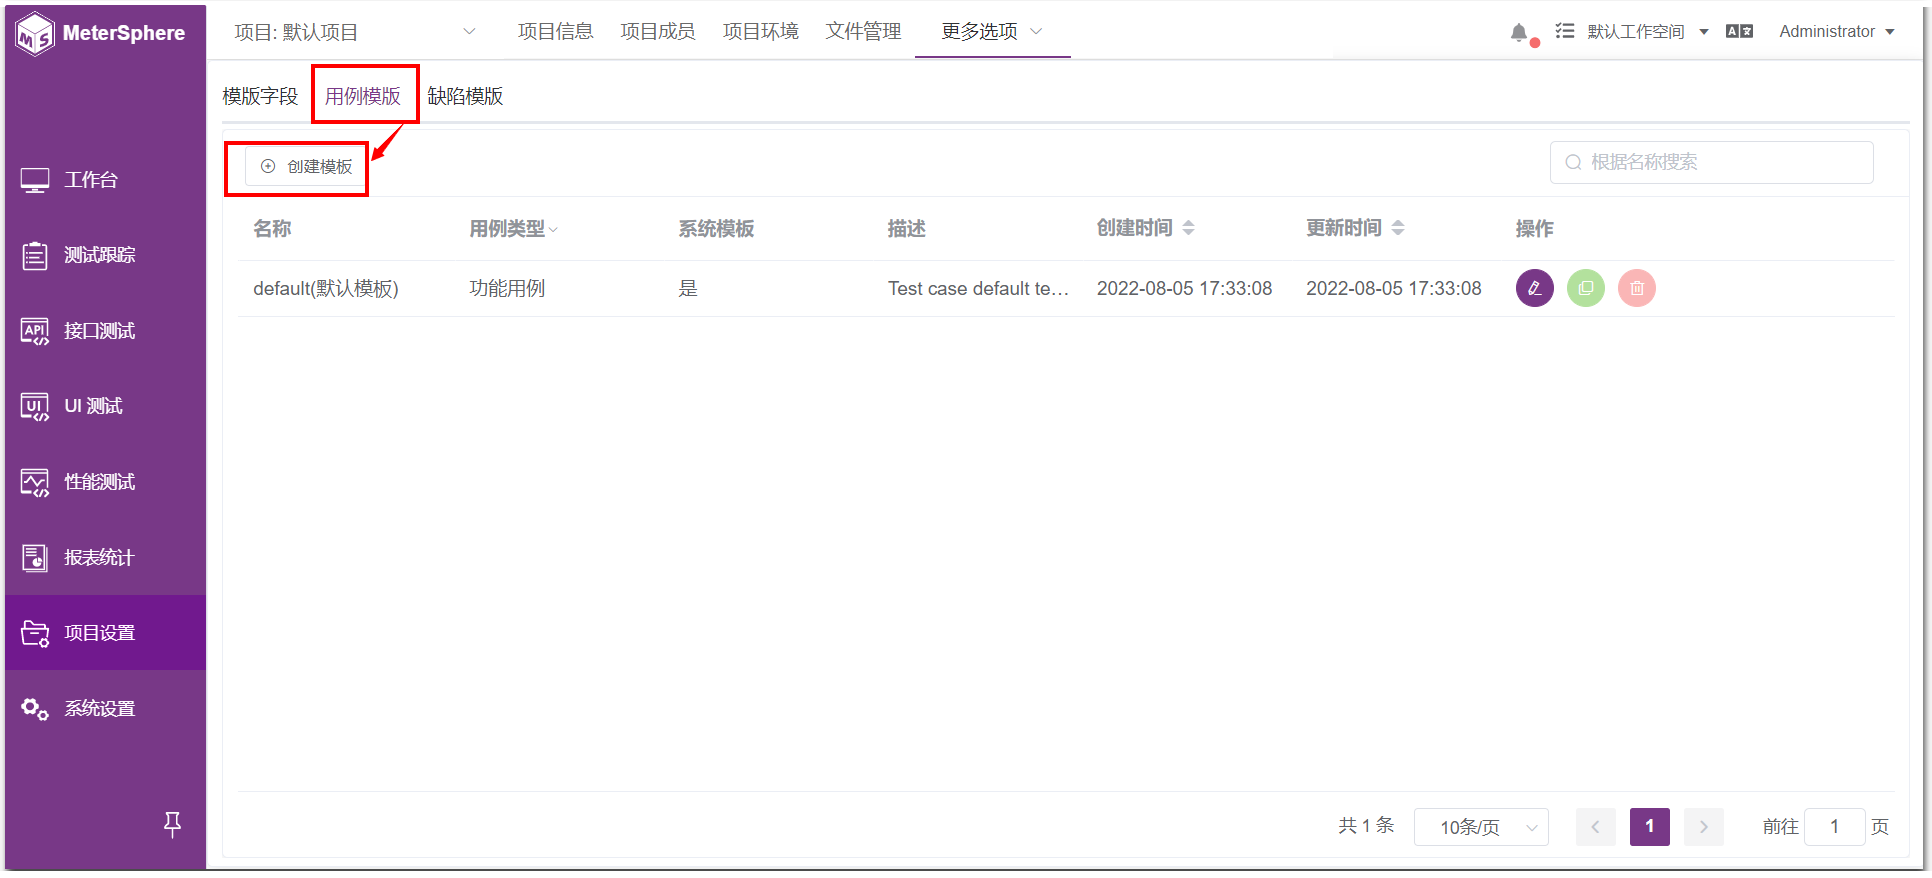 MeterSphere
项目: 默认项目
项目信息 项目成员 项目环境 文件管理 更多选项
默认工作空间
Administrator
模版字段 用例模版 缺陷模版
创建模板
根据名称搜索
名称 用例类型 系统模板 描述 创建时间 更新时间 操作
default(默认模板) 功能用例 是 Test case default te… 2022-08-05 17:33:08 2022-08-05 17:33:08
工作台
测试跟踪
API 接口测试
UI UI 测试
性能测试
报表统计
项目设置
系统设置
共 1 条 10条/页 1 前往 1 页